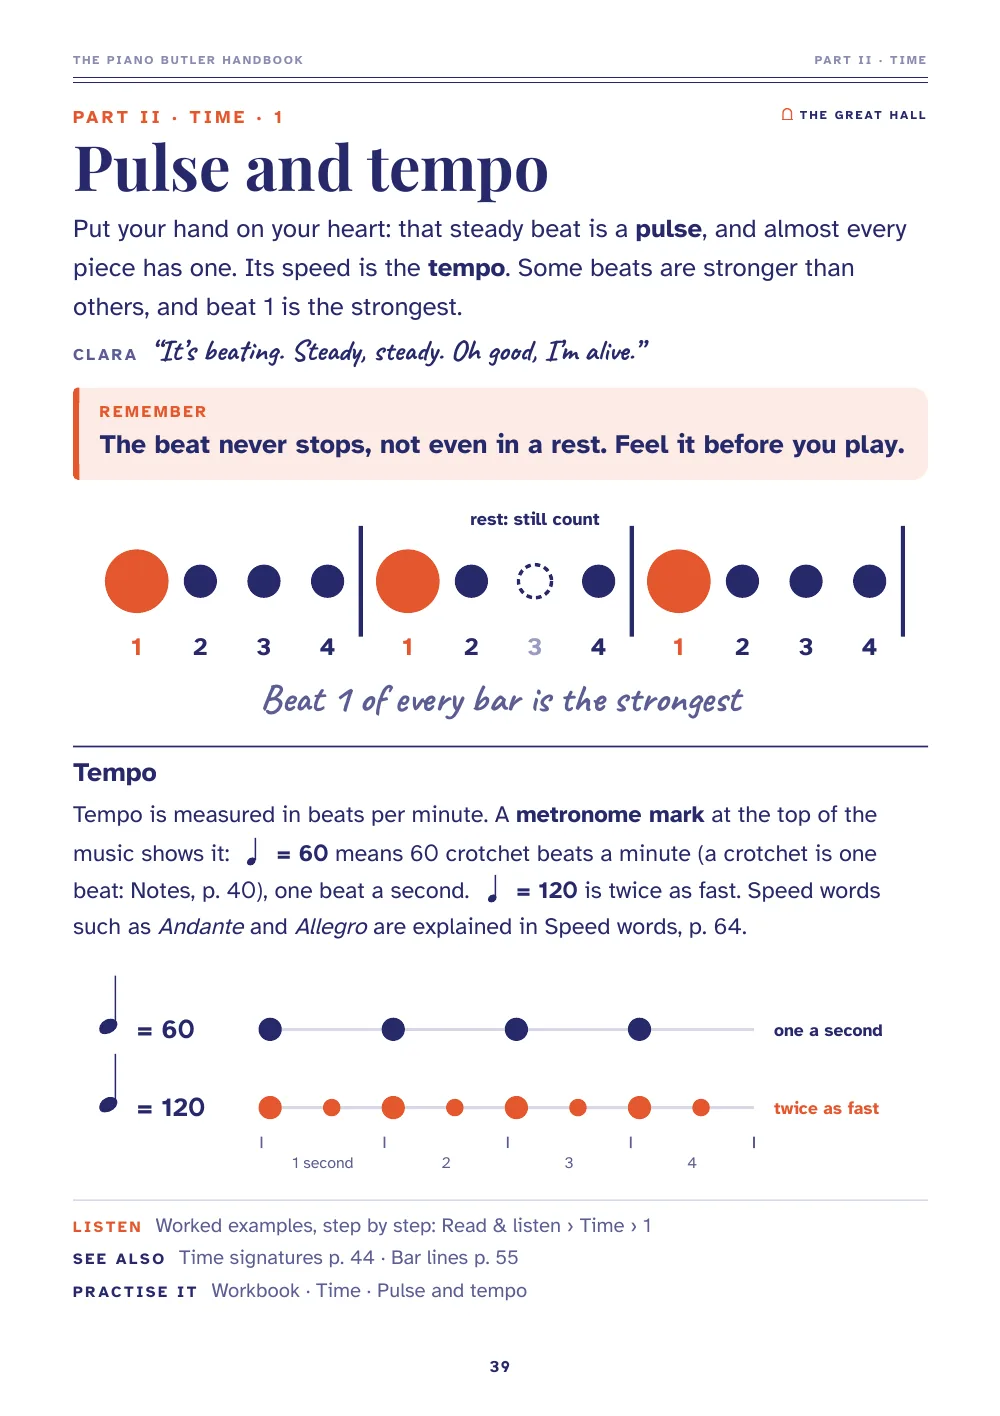 THE PIANO BUTLER HANDBOOK
PART II · TIME
PART II · TIME · 1
THE GREAT HALL
Pulse and tempo
Put your hand on your heart: that steady beat is a pulse, and almost every
piece has one. Its speed is the tempo. Some beats are stronger than
others, and beat 1 is the strongest.
CLARA “It’s beating. Steady, steady. Oh good, I’m alive.”
REMEMBER
The beat never stops, not even in a rest. Feel it before you play.
rest: still count
1 2 3 4 1 2 3 4 1 2 3 4
Beat 1 of every bar is the strongest
Tempo
Tempo is measured in beats per minute. A metronome mark at the top of the
music shows it: ♩ = 60 means 60 crotchet beats a minute (a crotchet is one
beat: Notes, p. 40), one beat a second. ♩ = 120 is twice as fast. Speed words
such as Andante and Allegro are explained in Speed words, p. 64.
♩ = 60 one a second
♩ = 120 twice as fast
1 second 2 3 4
LISTEN Worked examples, step by step: Read & listen › Time › 1
SEE ALSO Time signatures p. 44 · Bar lines p. 55
PRACTISE IT Workbook · Time · Pulse and tempo
39